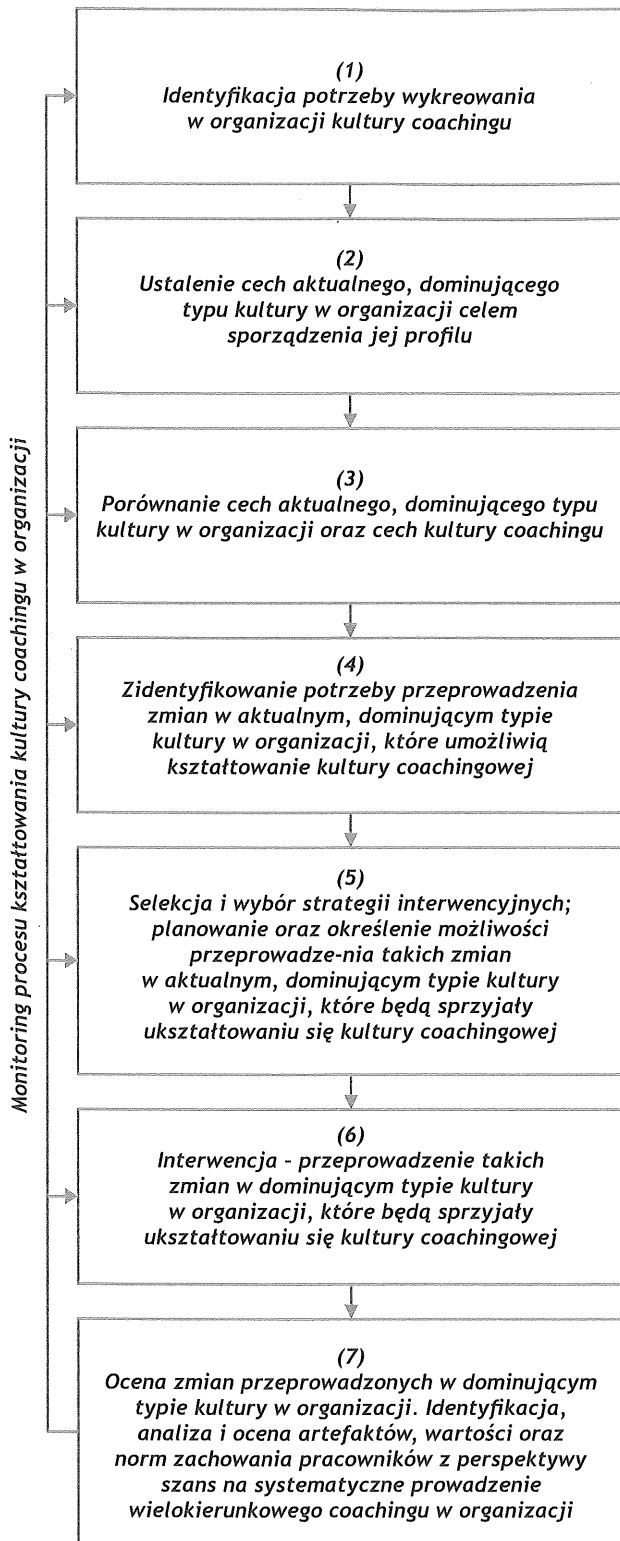 (1)
Identyfikacja potrzeby wykreowania
w organizacji kultury coachingu
(2)
Ustalenie cech aktualnego, dominującego
typu kultury w organizacji celem
sporządzenia jej profilu
(3)
Porównanie cech aktualnego, dominującego typu
kultury w organizacji oraz cech kultury coachingu
(4)
Zidentyfikowanie potrzeby przeprowadzenia
zmian w aktualnym, dominującym typie
kultury w organizacji, które umożliwią
kształtowanie kultury coachingowej
(5)
Selekcja i wybór strategii interwencyjnych;
planowanie oraz określenie możliwości
przeprowadze-nia takich zmian
w aktualnym, dominującym typie kultury
w organizacji, które będą sprzyjały
ukształtowaniu się kultury coachingowej
(6)
Interwencja - przeprowadzenie takich
zmian w dominującym typie kultury
w organizacji, które będą sprzyjały
ukształtowaniu się kultury coachingowej
(7)
Ocena zmian przeprowadzonych w dominującym
typie kultury w organizacji. Identyfikacja,
analiza i ocena artefaktów, wartości oraz
norm zachowania pracowników z perspektywy
szans na systematyczne prowadzenie
wielokierunkowego coachingu w organizacji
Monitoring procesu kształtowania kultury coachingu w organizacji